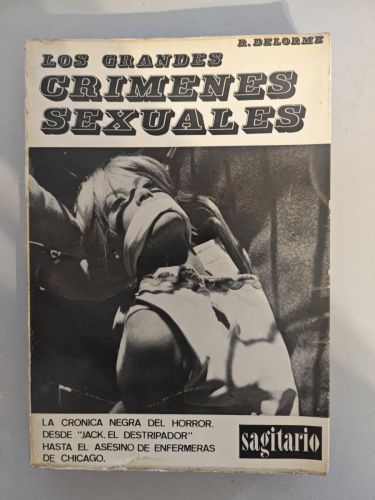 R. DELORME
LOS GRANDES
CRIMENES
SEXUALES
LA CRONICA NEGRA DEL HORROR.
DESDE "JACK, EL DESTRIPADOR"
HASTA EL ASESINO DE ENFERMERAS
DE CHICAGO.
sagitario